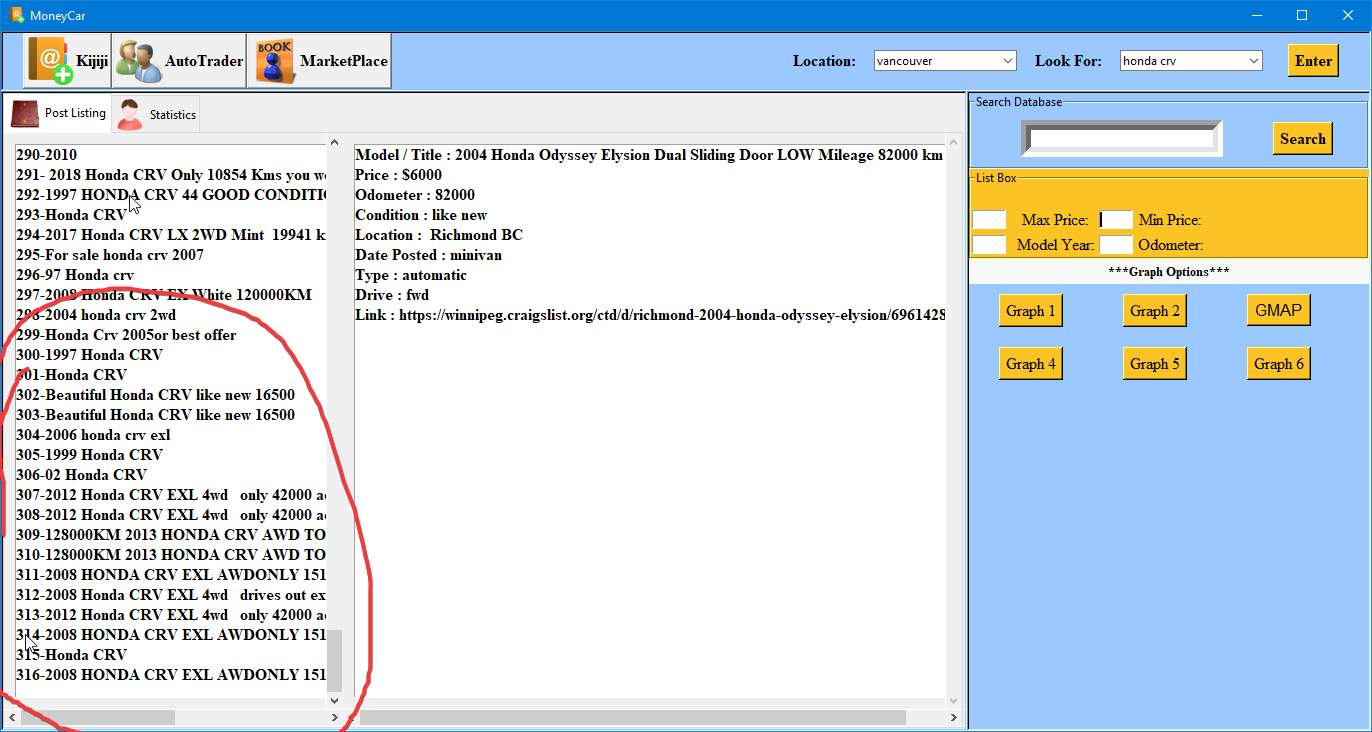 MoneyCar
Kijiji
AutoTrader
BOOK
MarketPlace
Location:
vancouver
Look For:
honda crv
Enter
Post Listing
Statistics
290-2010
291- 2018 Honda CRV Only 10854 Kms you
292-1997 HONDA CRV 44 GOOD
293-Honda CRV
294-2017 Honda CRV LX 2WD Mint 19941 k
295-For sale honda crv 2007
296-97 Honda crv
297-2008 Honda CRV EX White 120000KM
298-2004 honda crv 2wd
299-Honda Crv 2005or best offer
300-1997 Honda CRV
301-Honda CRV
302-Beautiful Honda CRV like new 16500
303-Beautiful Honda CRV like new 16500
304-2006 honda crv exl
305-1999 Honda CRV
306-02 Honda CRV
307-2012 Honda CRV EXL 4wd only 42000
308-2012 Honda CRV EXL 4wd only 42000
309-128000KM 2013 HONDA CRV AWD TO
310-128000KM 2013 HONDA CRV AWD TO
311-2008 HONDA CRV EXL AWDONLY 151
312-2008 Honda CRV EXL 4wd drives out ex
313-2012 Honda CRV EXL 4wd only 42000
314-2008 HONDA CRV EXL AWDONLY 151
315-Honda CRV
316-2008 HONDA CRV EXL AWDONLY 151
Model / Title : 2004 Honda Odyssey Elysion Dual Sliding Door LOW Mileage 82000 km
Price : $6000
Odometer : 82000
Condition : like new
Location : Richmond BC
Date Posted : minivan
Type : automatic
Drive : fwd
Link : https://winnipeg.craigslist.org/ctd/d/richmond-2004-honda-odyssey-elysion/6961428
Search Database
Search
List Box
Max Price:
Min Price:
Model Year:
Odometer:
***Graph Options***
Graph 1
Graph 2
GMAP
Graph 4
Graph 5
Graph 6